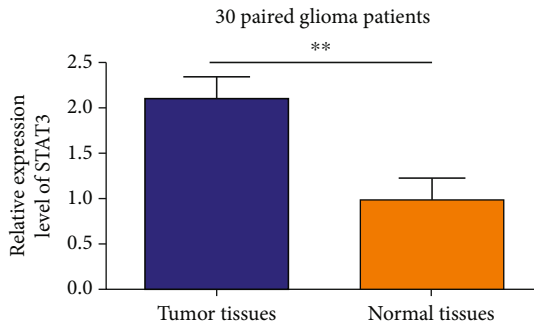 30 paired glioma patients
**
Relative expression
level of STAT3
2.5
2.0
1.5
1.0
0.5
0.0
Tumor tissues
Normal tissues